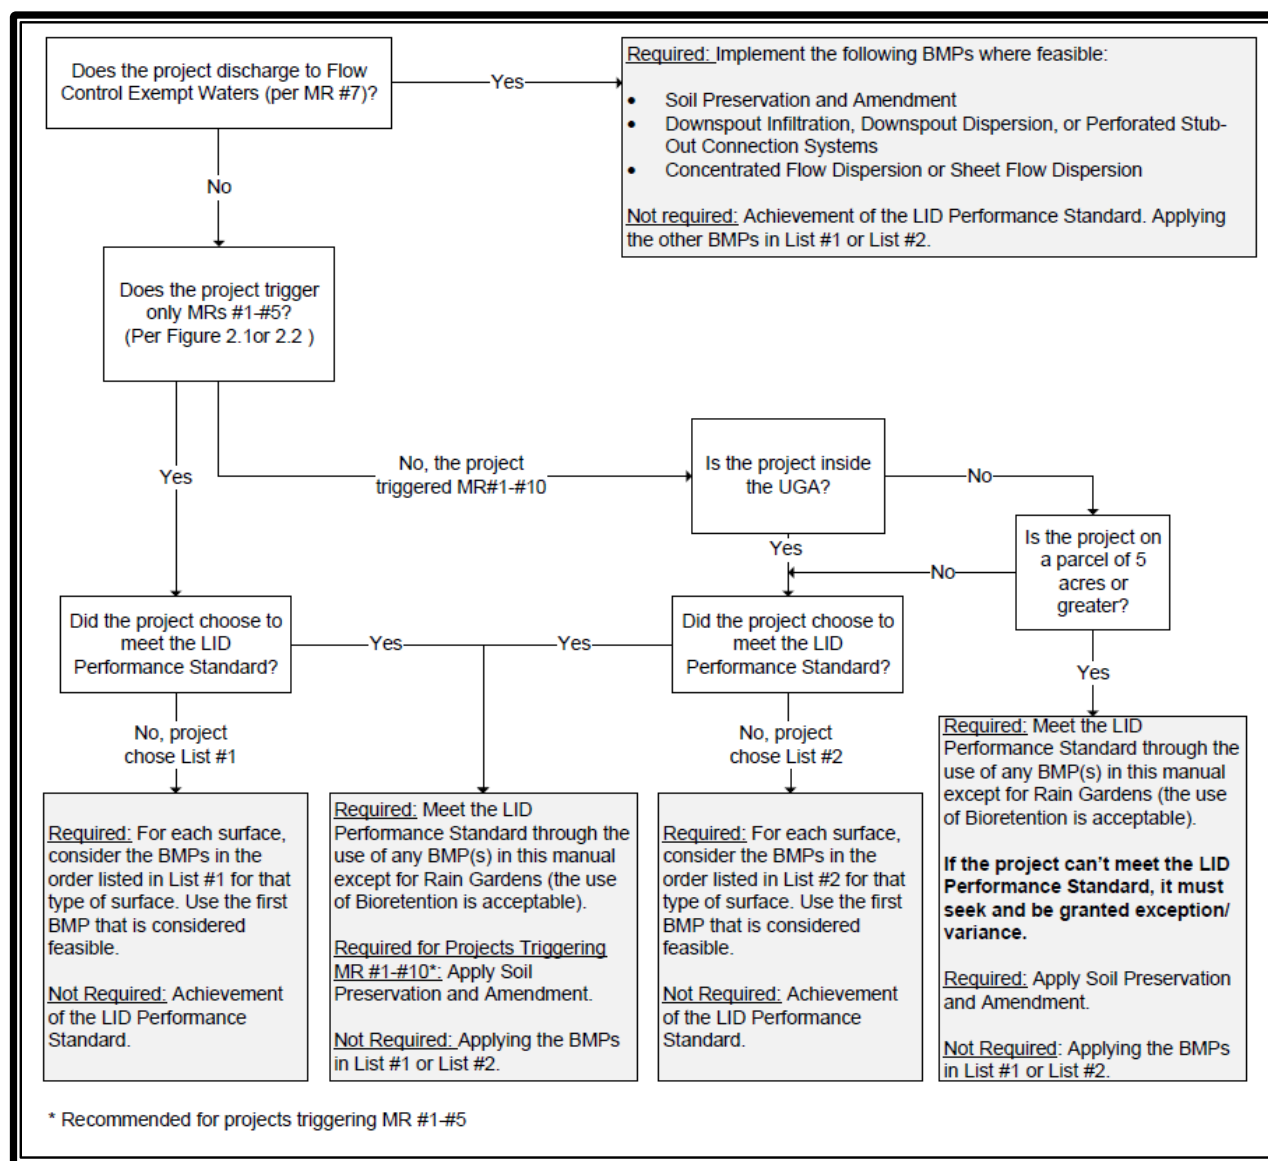 Does the project discharge to Flow
Control Exempt Waters (per MR #7)?
Yes
Required: Implement the following BMPs where feasible:
• Soil Preservation and Amendment
• Downspout Infiltration, Downspout Dispersion, or Perforated Stub-
Out Connection Systems
• Concentrated Flow Dispersion or Sheet Flow Dispersion
Not required: Achievement of the LID Performance Standard. Applying
the other BMPs in List #1 or List #2.
No
Does the project trigger
only MRs #1-#5?
(Per Figure 2.1or 2.2 )
Yes
No, the project
triggered MR#1-#10
Is the project inside
the UGA?
No
Yes
Is the project on
a parcel of 5
acres or
greater?
No
Yes
Did the project choose to
meet the LID
Performance Standard?
Yes
Yes
Did the project choose to
meet the LID
Performance Standard?
No, project
chose List #1
No, project
chose List #2
Required: For each surface,
consider the BMPs in the
order listed in List #1 for that
type of surface. Use the first
BMP that is considered
feasible.
Not Required: Achievement
of the LID Performance
Standard.
Required: Meet the LID
Performance Standard through the
use of any BMP(s) in this manual
except for Rain Gardens (the use
of Bioretention is acceptable).
Required for Projects Triggering
MR #1-#10*: Apply Soil
Preservation and Amendment.
Not Required: Applying the BMPs
in List #1 or List #2.
Required: For each surface,
consider the BMPs in the
order listed in List #2 for that
type of surface. Use the first
BMP that is considered
feasible.
Not Required: Achievement
of the LID Performance
Standard.
Required: Meet the LID
Performance Standard through the
use of any BMP(s) in this manual
except for Rain Gardens (the use
of Bioretention is acceptable).
If the project can’t meet the LID
Performance Standard, it must
seek and be granted exception/
variance.
Required: Apply Soil Preservation
and Amendment.
Not Required: Applying the BMPs
in List #1 or List #2.
* Recommended for projects triggering MR #1-#5